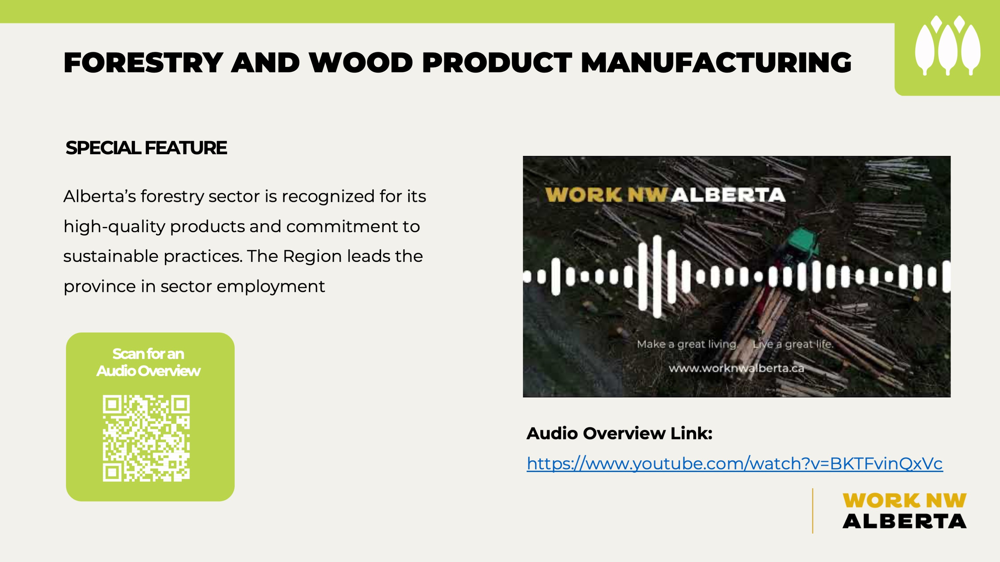 FORESTRY AND WOOD PRODUCT MANUFACTURING
SPECIAL FEATURE
Alberta’s forestry sector is recognized for its
high-quality products and commitment to
sustainable practices. The Region leads the
province in sector employment
Scan for an
Audio Overview
WORK NW ALBERTA
Make a great living. Live a great life.
www.worknwalberta.ca
Audio Overview Link:
https://www.youtube.com/watch?v=BKTFvinQxVc
WORK NW
ALBERTA